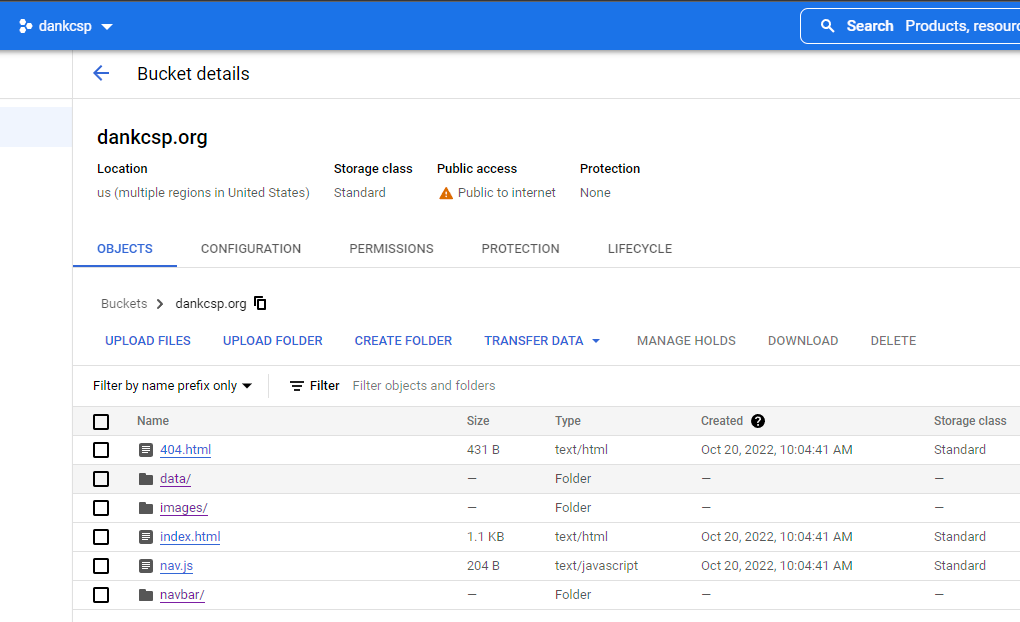 dankcsp Search Products, resourc
Bucket details
dankcsp.org
Location Storage class Public access Protection
us (multiple regions in United States) Standard Public to internet None
OBJECTS CONFIGURATION PERMISSIONS PROTECTION LIFECYCLE
Buckets > dankcsp.org
UPLOAD FILES UPLOAD FOLDER CREATE FOLDER TRANSFER DATA MANAGE HOLDS DOWNLOAD DELETE
Filter by name prefix only Filter Filter objects and folders
Name Size Type Created Storage class
404.html 431 B text/html Oct 20, 2022, 10:04:41 AM Standard
data/ — Folder — —
images/ — Folder — —
index.html 1.1 KB text/html Oct 20, 2022, 10:04:41 AM Standard
nav.js 204 B text/javascript Oct 20, 2022, 10:04:41 AM Standard
navbar/ — Folder — —